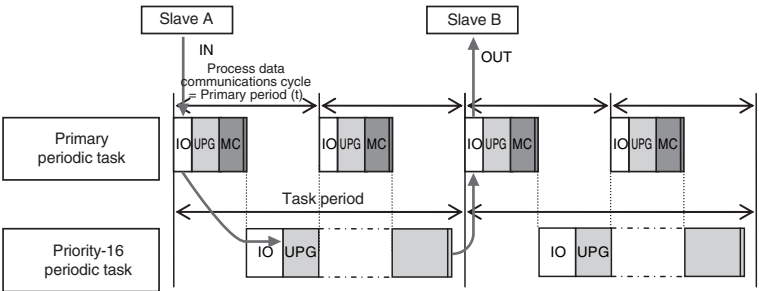 Slave A
Slave B
IN
OUT
Process data
communications cycle
= Primary period (t)
Primary
periodic task
IO UPG MC
IO UPG MC
IO UPG MC
IO UPG MC
Task period
Priority-16
periodic task
IO UPG
IO UPG